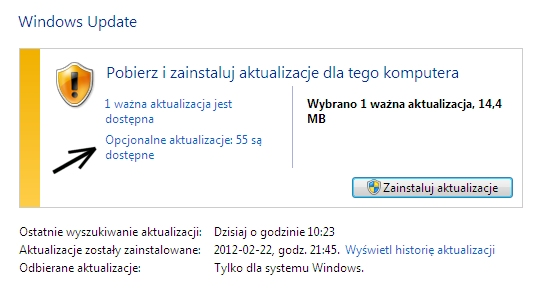 Windows Update
Pobierz i zainstaluj aktualizacje dla tego komputera
1 ważna aktualizacja jest
dostępna
Opcjonalne aktualizacje: 55 są
dostępne
Wybrano 1 ważna aktualizacja, 14,4
MB
Zainstaluj aktualizacje
Ostatnie wyszukiwanie aktualizacji: Dzisiaj o godzinie 10:23
Aktualizacje zostały zainstalowane: 2012-02-22, godz. 21:45. Wyświetl historię aktualizacji
Odbierane aktualizacje: Tylko dla systemu Windows.